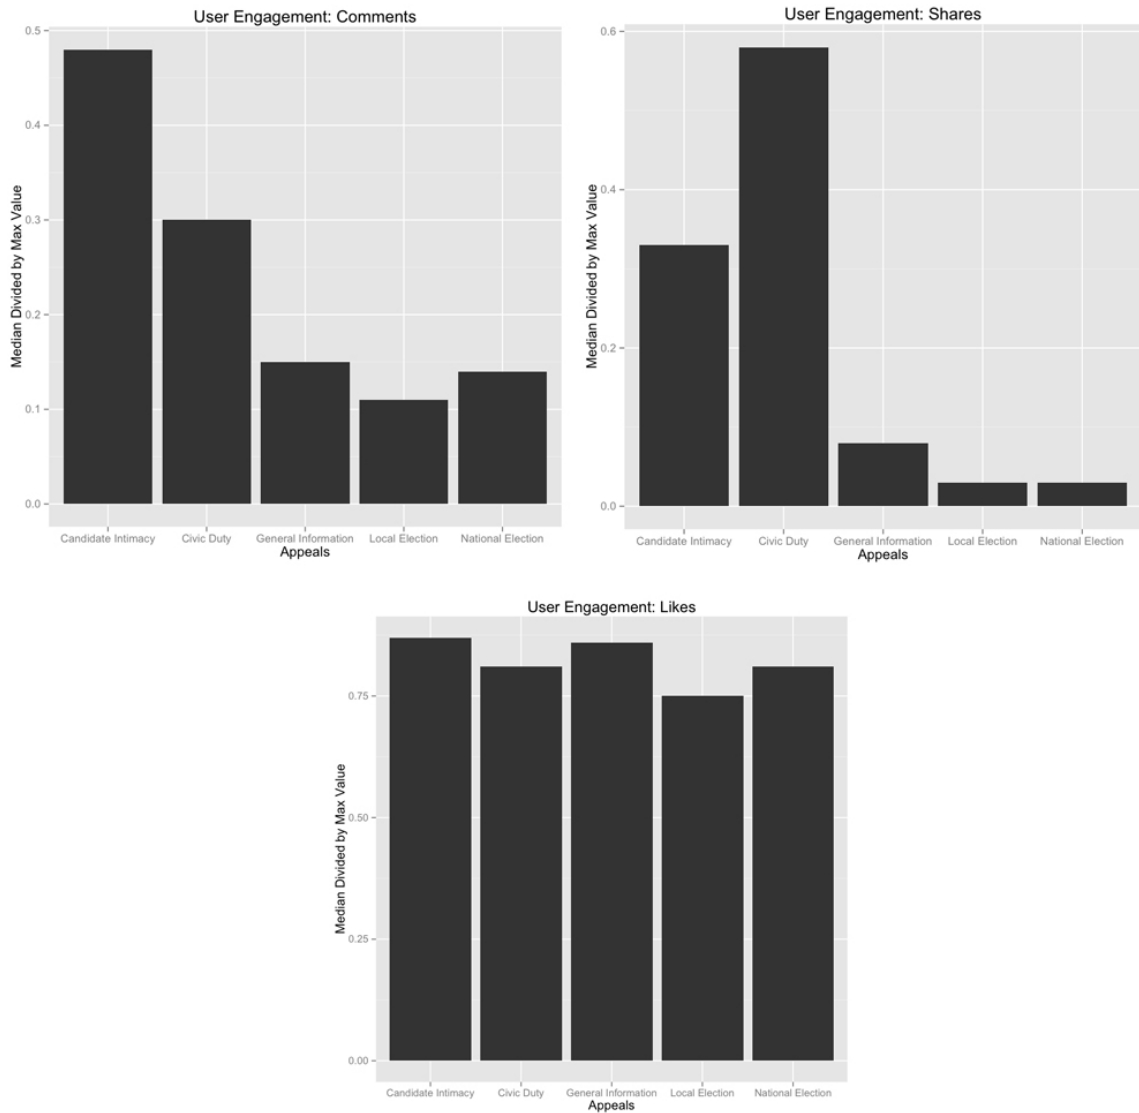 User Engagement: Comments
Median Divided by Max Value
0.5
0.4
0.3
0.2
0.1
0.0
Candidate Intimacy Civic Duty General Information Local Election National Election
Appeals
User Engagement: Shares
Median Divided by Max Value
0.6
0.4
0.2
0.0
Candidate Intimacy Civic Duty General Information Local Election National Election
Appeals
User Engagement: Likes
Median Divided by Max Value
0.75
0.50
0.25
0.00
Candidate Intimacy Civic Duty General Information Local Election National Election
Appeals